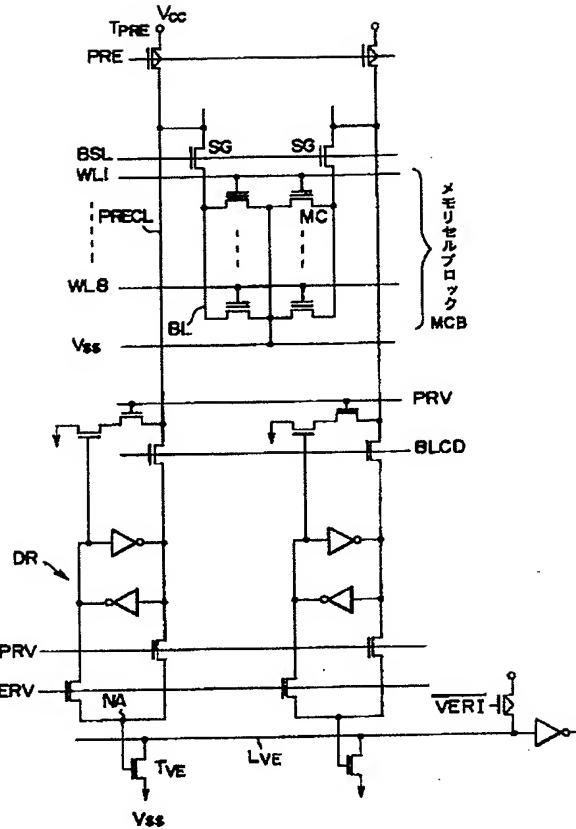 Vcc
TPRE
PRE
SG
SG
BSL
WL1
PRECL
MC
WL8
BL
Vss
メモリセルブロック
MCB
PRV
BLCD
DR
PRV
ERV
NA
VERI
LVE
TVE
Vss